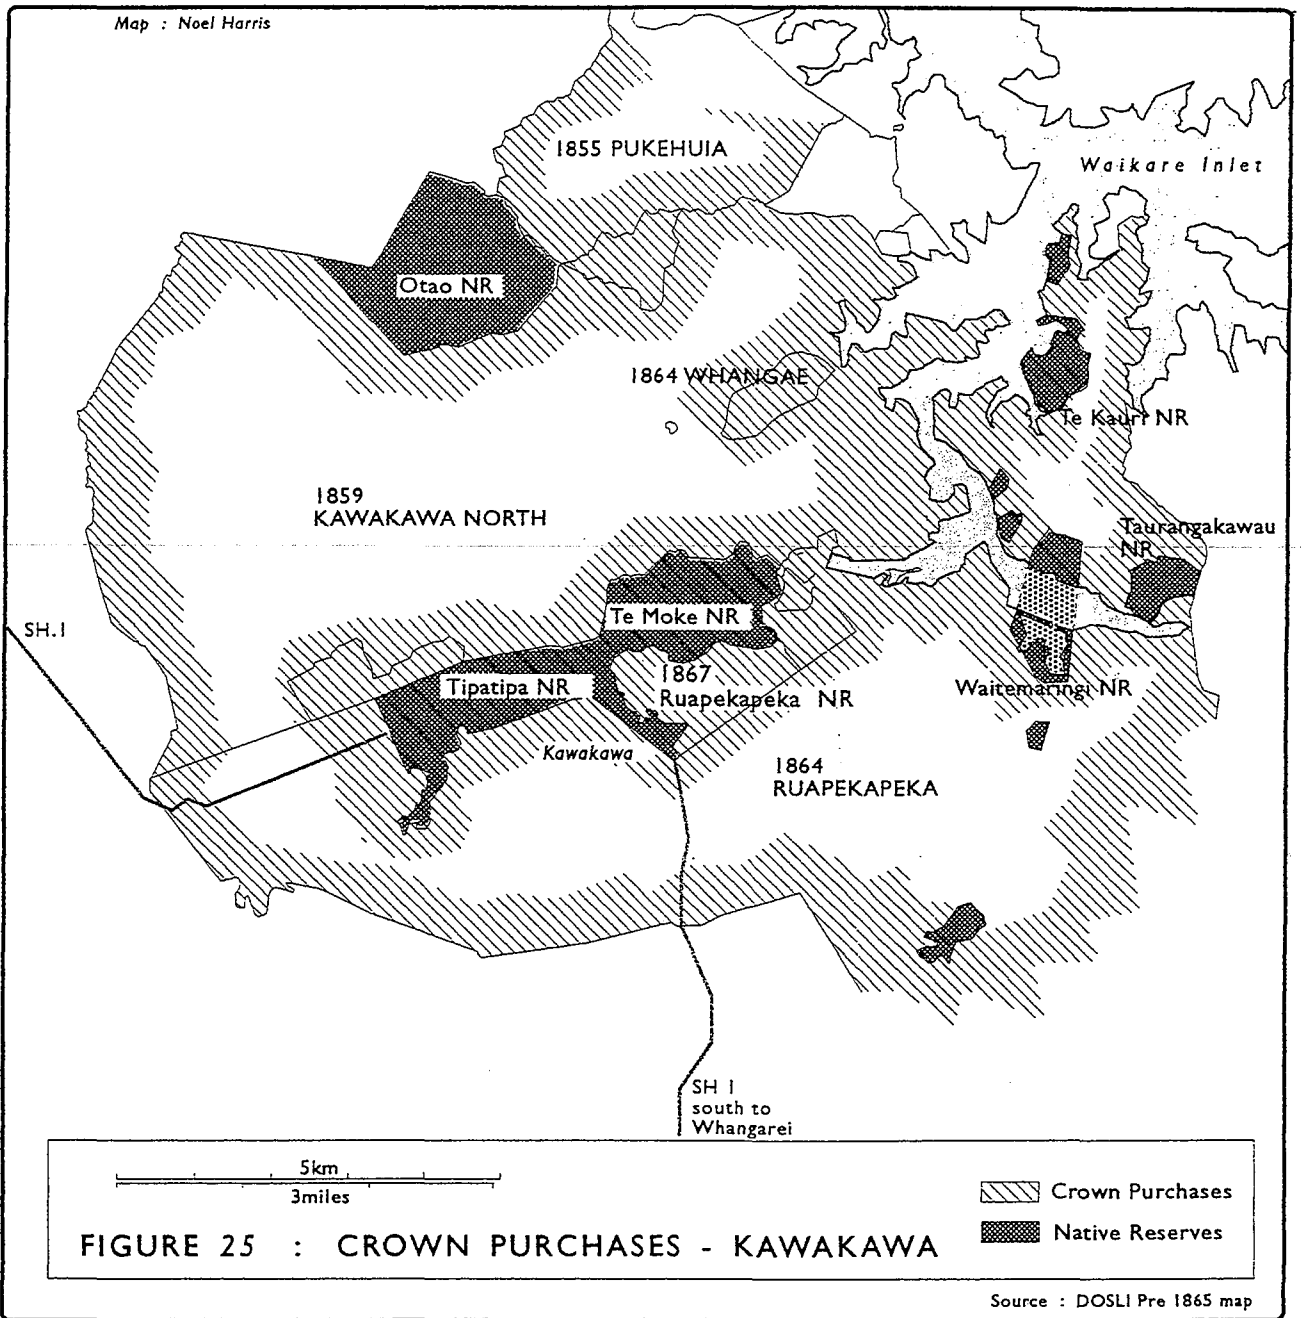 Map : Noel Harris
1855 PUKEHUIA
Waikare Inlet
Otao NR
1864 WHANGAE
Te Kauri NR
1859
KAWAKAWA NORTH
Taurangakawau
NR
SH.1
Te Moke NR
Tipatipa NR
1867
Ruapekapeka NR
Waitemaringi NR
Kawakawa
1864
RUAPEKAPEKA
SH 1
south to
Whangarei
5km
3miles
Crown Purchases
Native Reserves
FIGURE 25 : CROWN PURCHASES - KAWAKAWA
Source : DOSLI Pre 1865 map